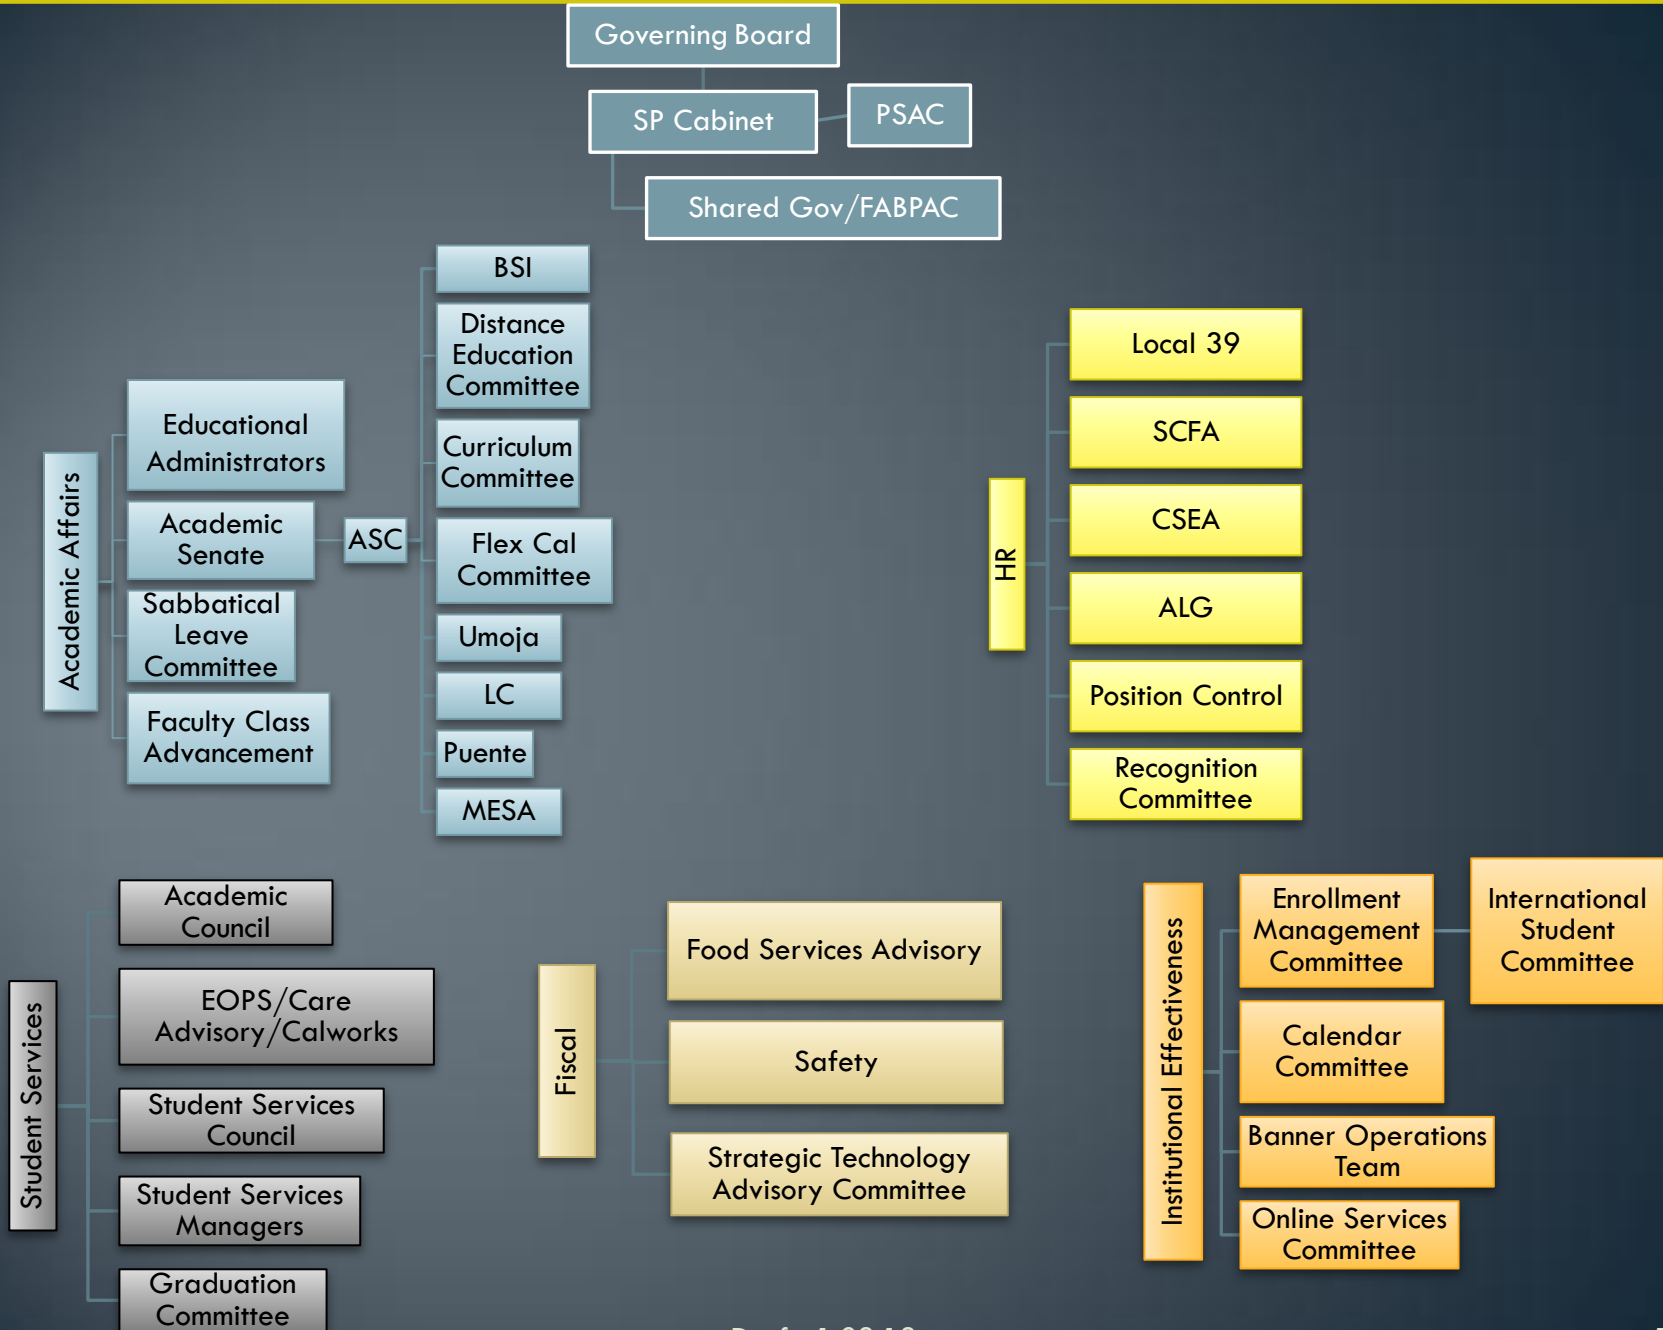 Governing Board
SP Cabinet
PSAC
Shared Gov/FABPAC
Academic Affairs
Educational
Administrators
Academic
Senate
Sabbatical
Leave
Committee
Faculty Class
Advancement
ASC
BSI
Distance
Education
Committee
Curriculum
Committee
Flex Cal
Committee
Umoja
LC
Puente
MESA
HR
Local 39
SCFA
CSEA
ALG
Position Control
Recognition
Committee
Student Services
Academic
Council
EOPS/Care
Advisory/Calworks
Student Services
Council
Student Services
Managers
Graduation
Committee
Fiscal
Food Services Advisory
Safety
Strategic Technology
Advisory Committee
Institutional Effectiveness
Enrollment
Management
Committee
International
Student
Committee
Calendar
Committee
Banner Operations
Team
Online Services
Committee